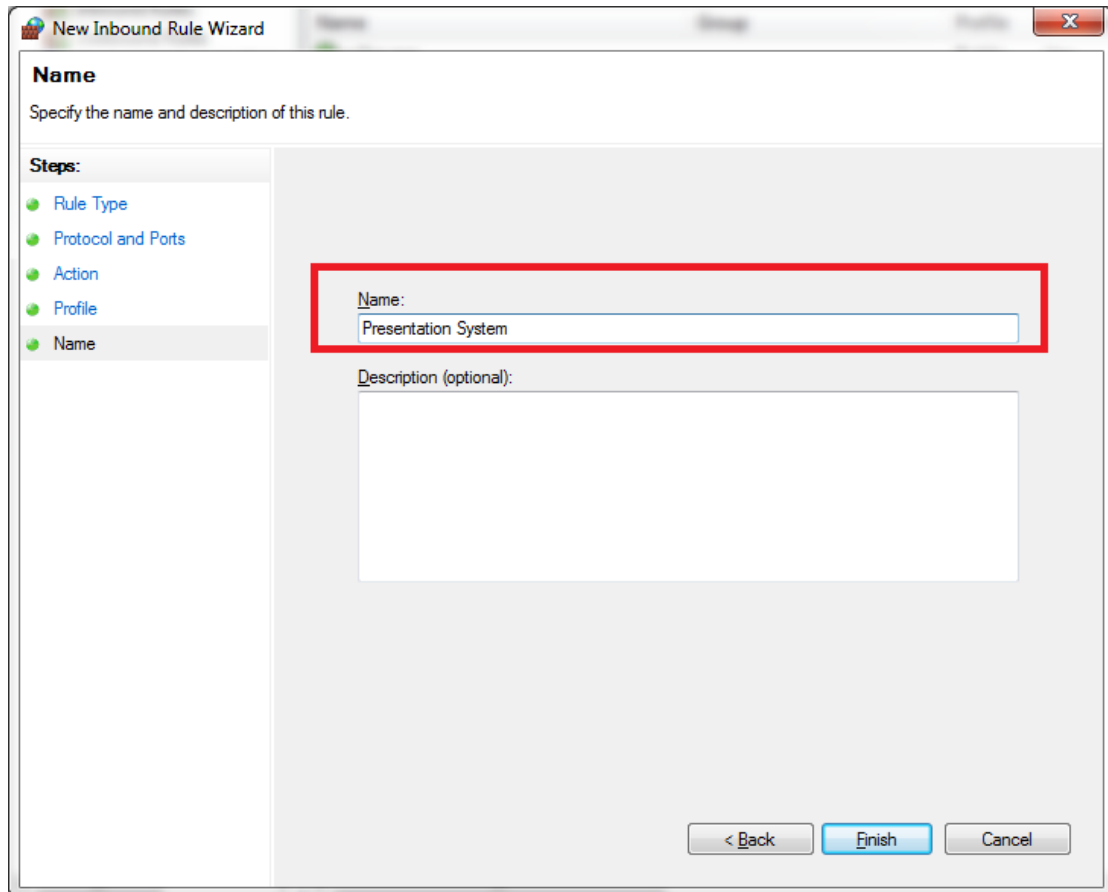 New Inbound Rule Wizard
Name
Specify the name and description of this rule.
Steps:
Rule Type
Protocol and Ports
Action
Profile
Name
Name:
Presentation System
Description (optional):
< Back
Finish
Cancel